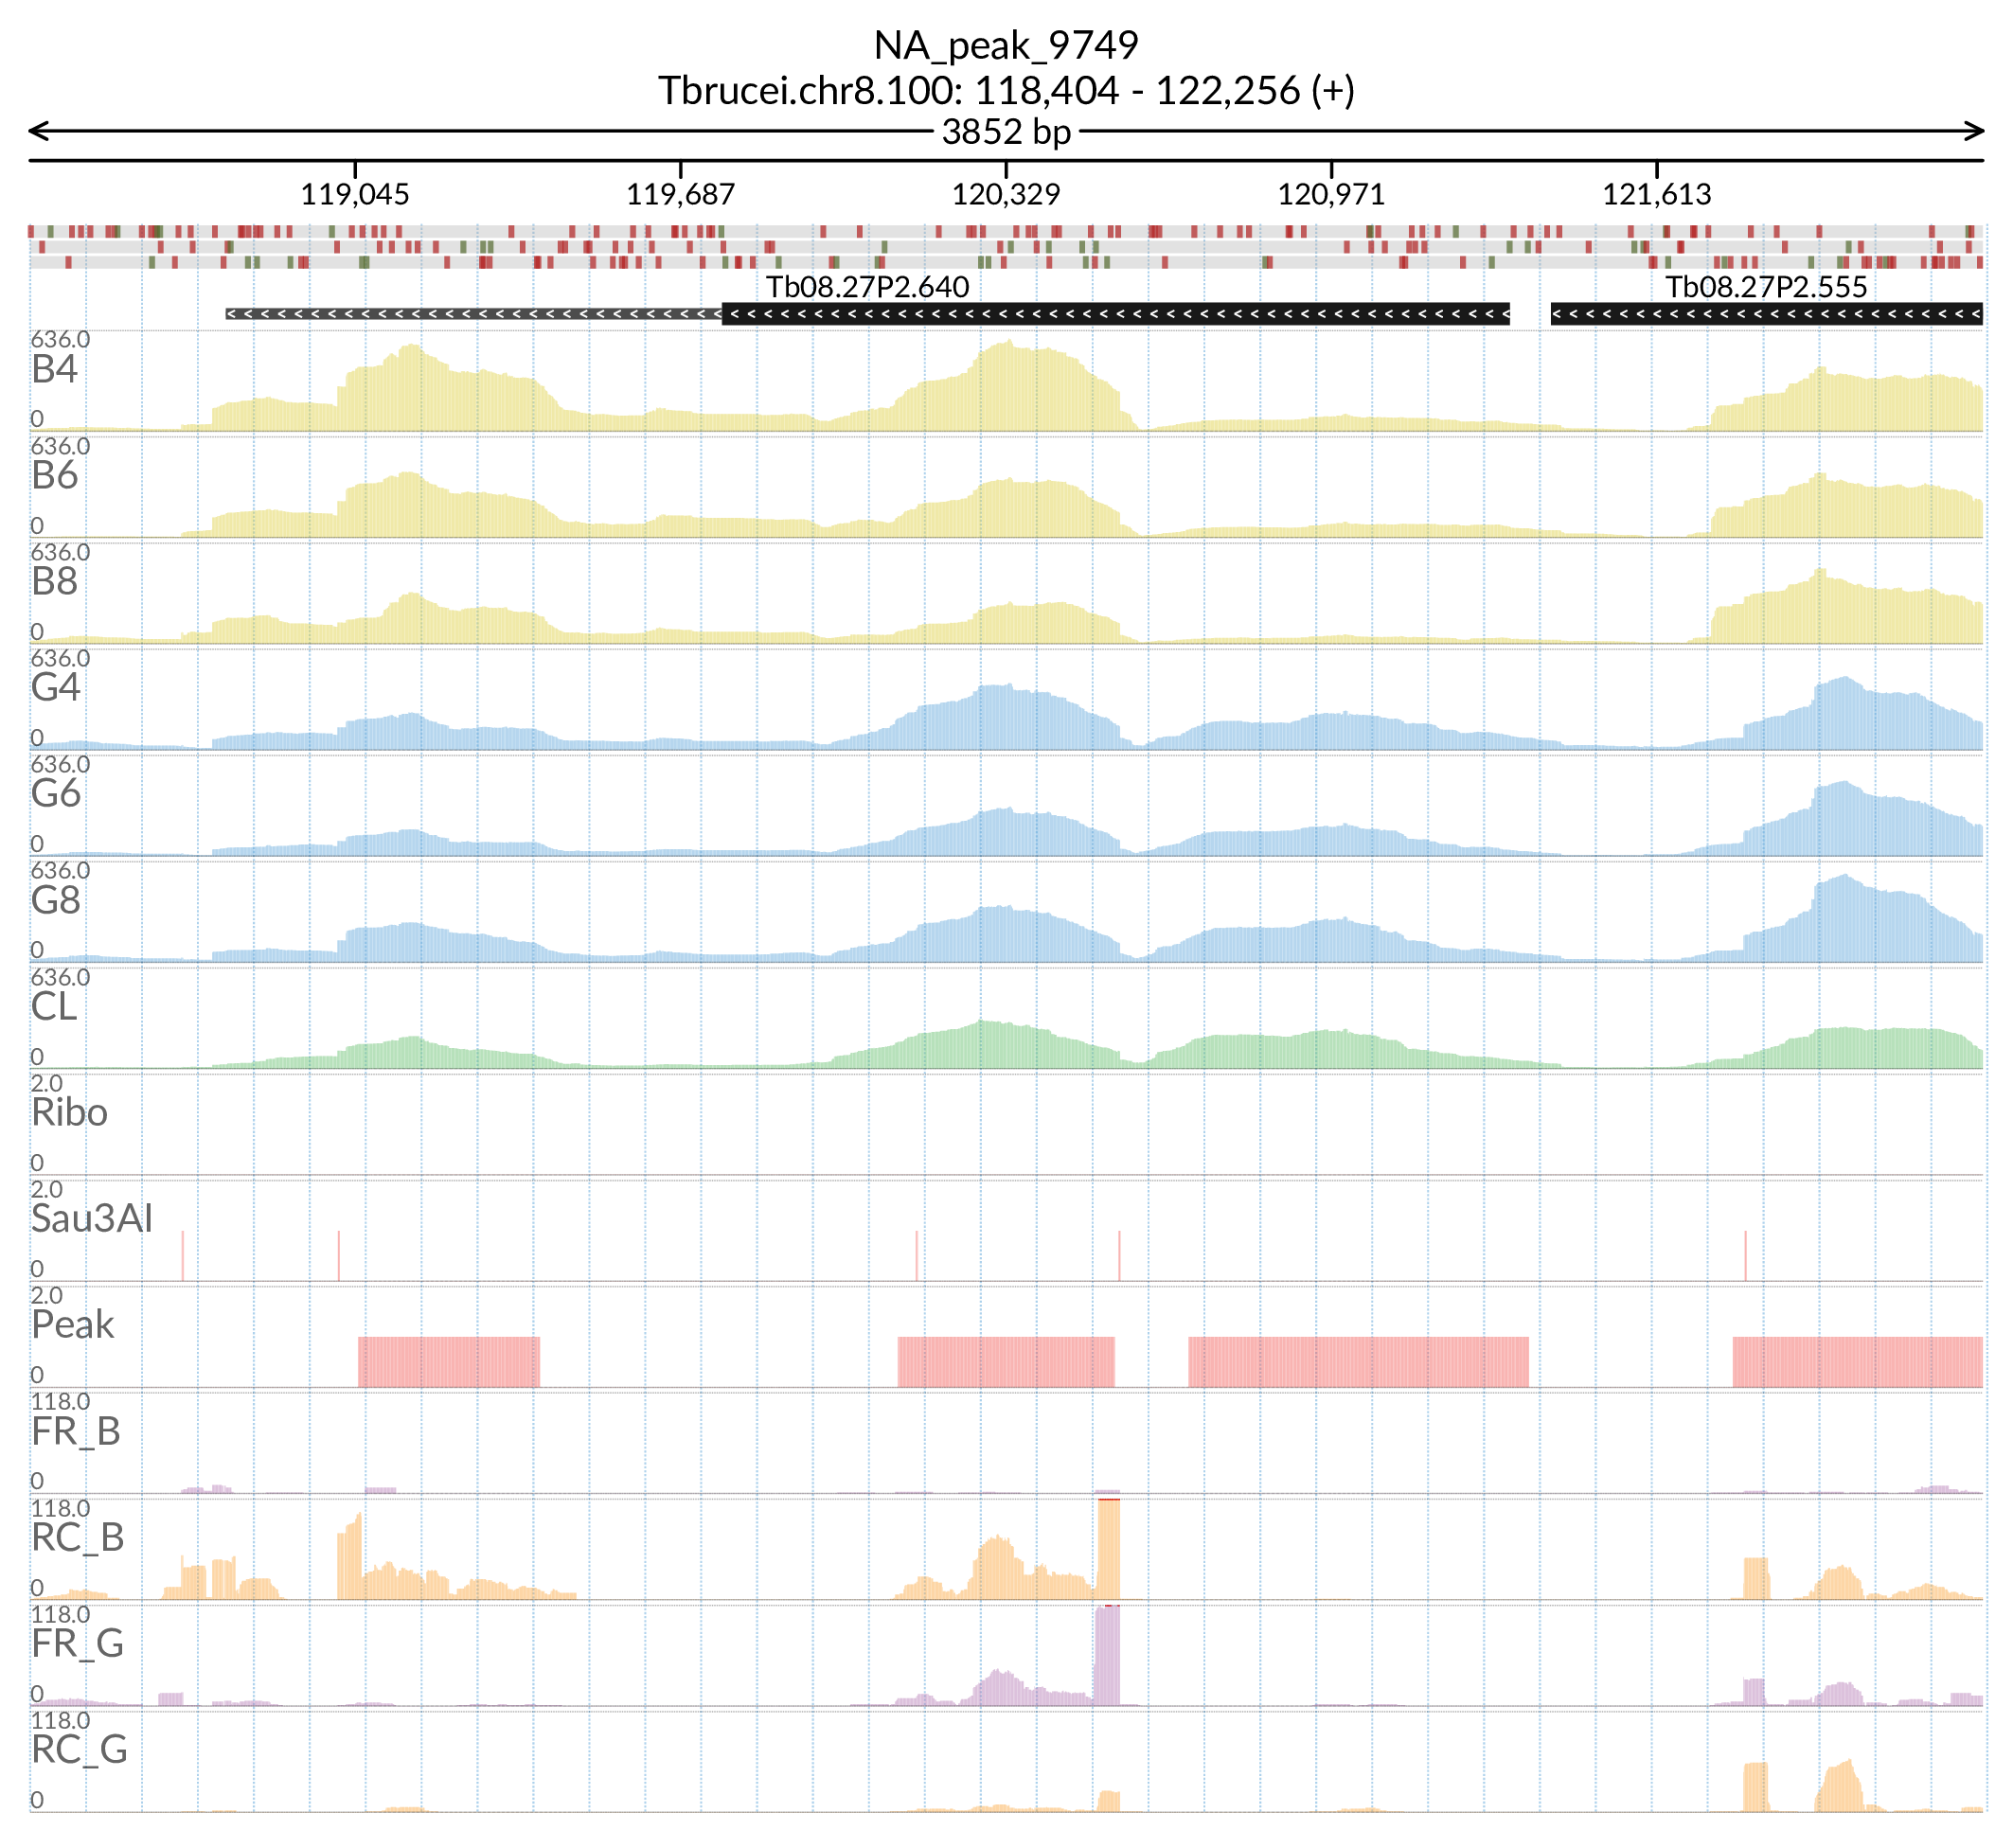 NA_peak_9749
Tbrucei.chr8.100: 118,404 - 122,256 (+)
3852 bp
119,045 119,687 120,329 120,971 121,613
Tb08.27P2.640 Tb08.27P2.555
636.0
B4
0
636.0
B6
0
636.0
B8
0
636.0
G4
0
636.0
G6
0
636.0
G8
0
636.0
CL
0
2.0
Ribo
0
2.0
Sau3AI
0
2.0
Peak
0
118.0
FR_B
0
118.0
RC_B
0
118.0
FR_G
0
118.0
RC_G
0